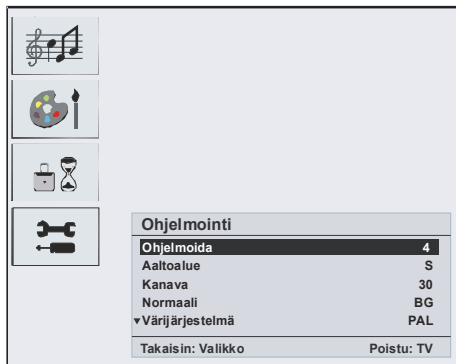 Ohjelmointi
Ohjelmoida 4
Aaltoalue S
Kanava 30
Normaali BG
▾Värijärjestelmä PAL
Takaisin: Valikko Poistu: TV